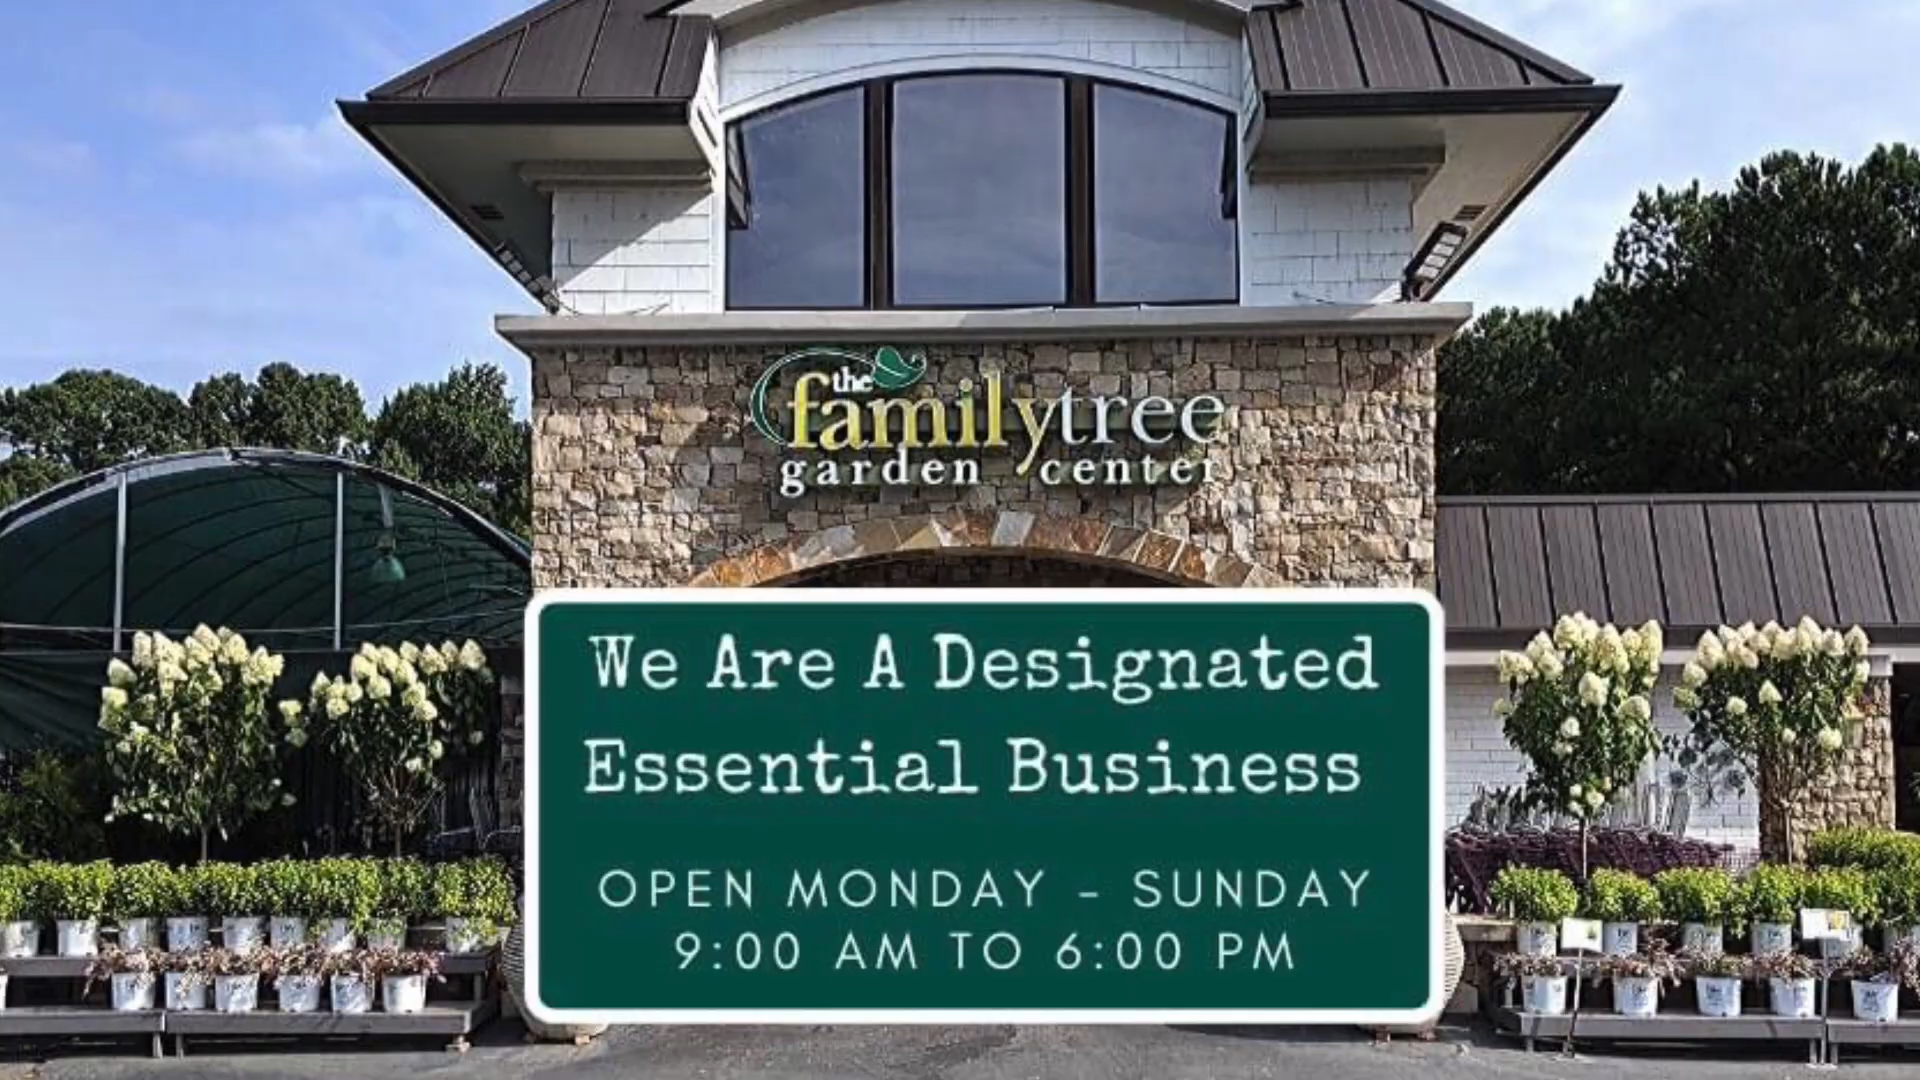 the
familytree
garden center
We Are A Designated
Essential Business
OPEN MONDAY - SUNDAY
9:00 AM TO 6:00 PM